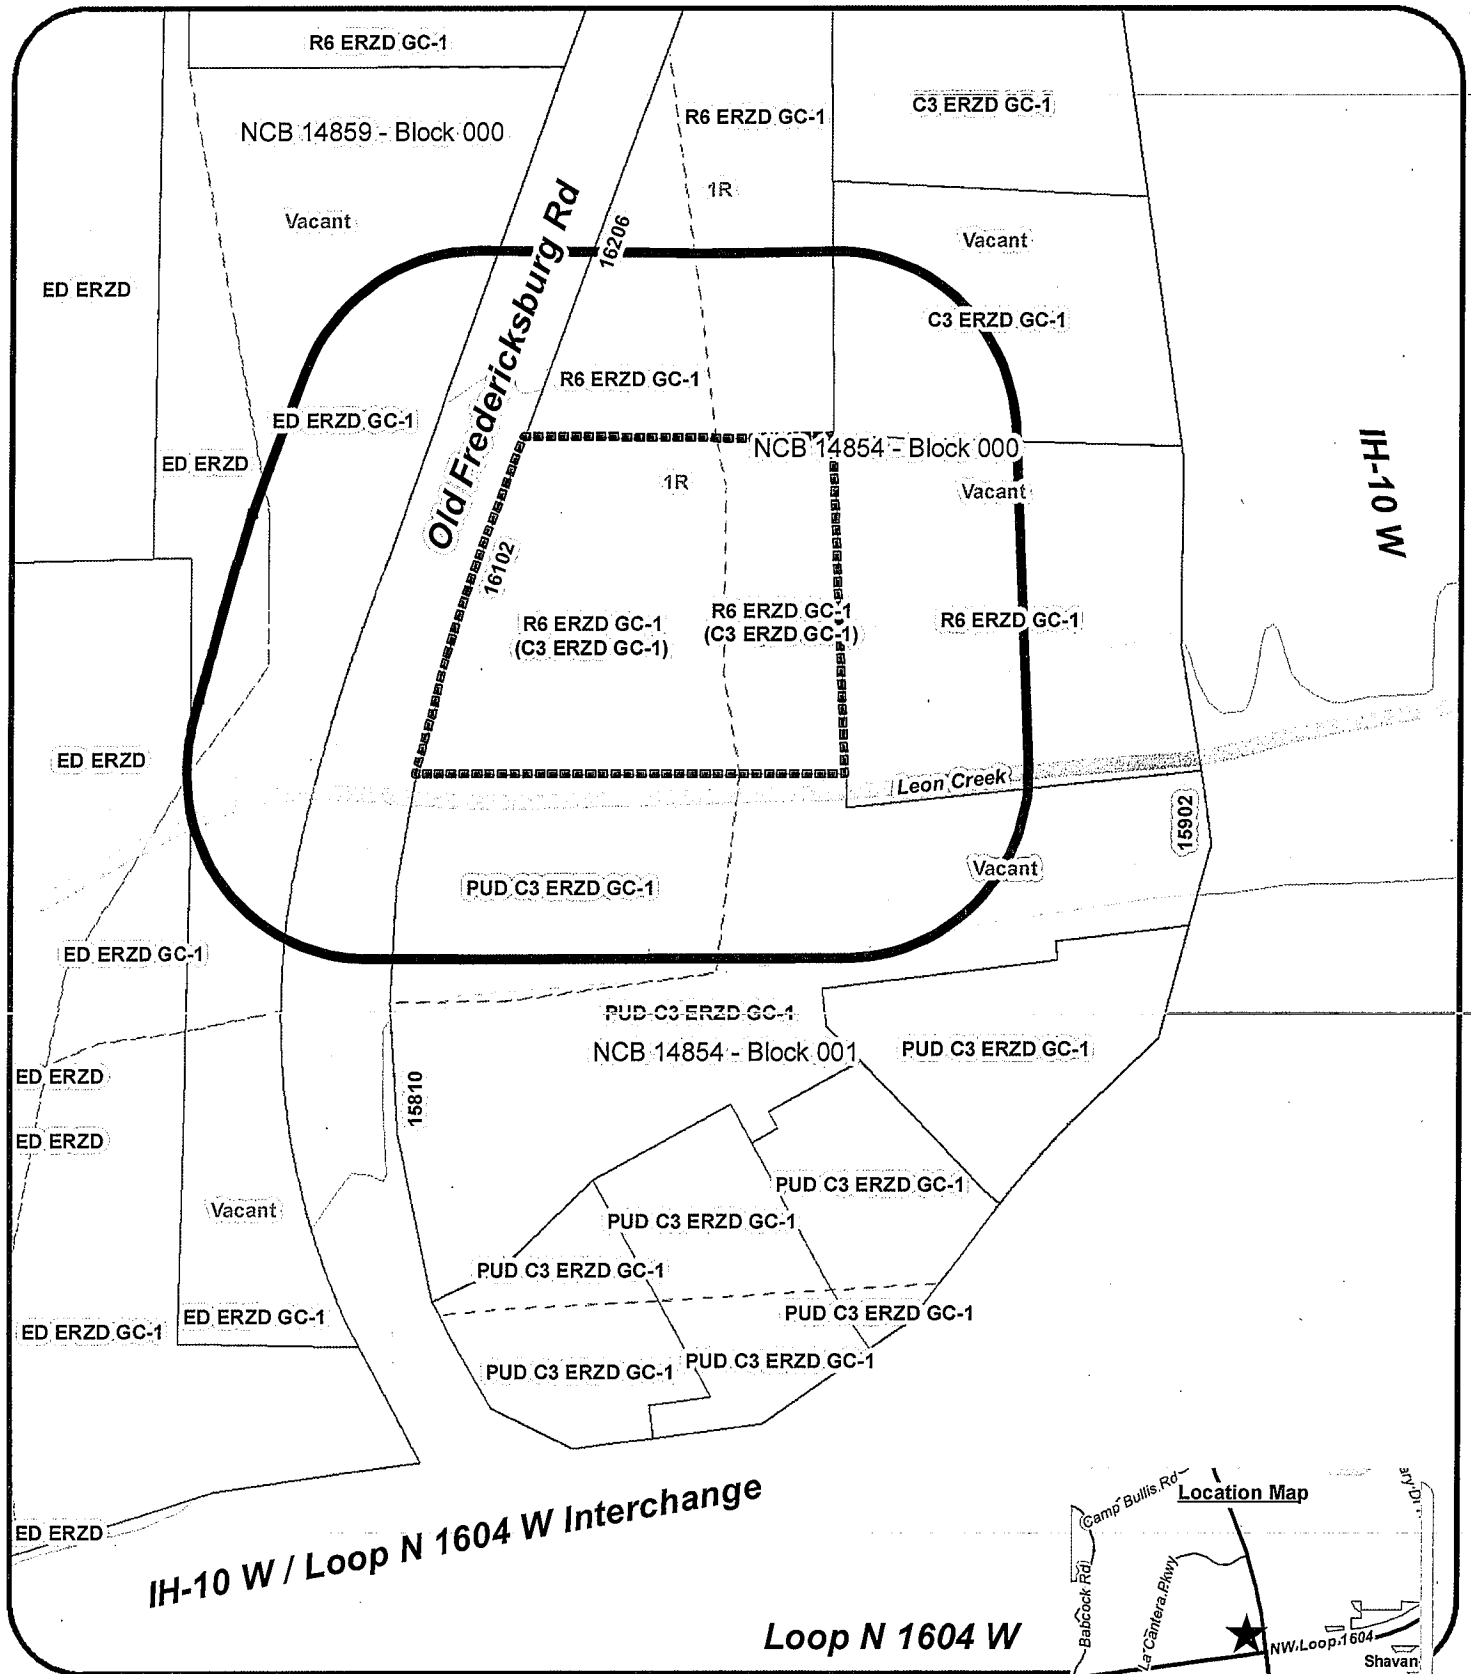 R6 ERZD GC-1
C3 ERZD GC-1
R6 ERZD GC-1
NCB 14859 - Block 000
1R
Vacant
16206
Vacant
ED ERZD
Old Fredericksburg Rd
C3 ERZD GC-1
R6 ERZD GC-1
ED ERZD GC-1
NCB 14854 - Block 000
ED ERZD
1R
Vacant
IH-10 W
16102
R6 ERZD GC-1
(C3 ERZD GC-1)
R6 ERZD GC-1
(C3 ERZD GC-1)
R6 ERZD GC-1
ED ERZD
Leon Creek
15902
Vacant
PUD C3 ERZD GC-1
ED ERZD GC-1
PUD C3 ERZD GC-1
NCB 14854 - Block 001
PUD C3 ERZD GC-1
ED ERZD
15810
ED ERZD
PUD C3 ERZD GC-1
Vacant
PUD C3 ERZD GC-1
PUD C3 ERZD GC-1
PUD C3 ERZD GC-1
ED ERZD GC-1
ED ERZD GC-1
PUD C3 ERZD GC-1
PUD C3 ERZD GC-1
ED ERZD
IH-10 W / Loop N 1604 W Interchange
Loop N 1604 W
Location Map
Camp Bullis Rd
Babcock Rd
La Cantera Pkwy
NW Loop 1604
Shavan